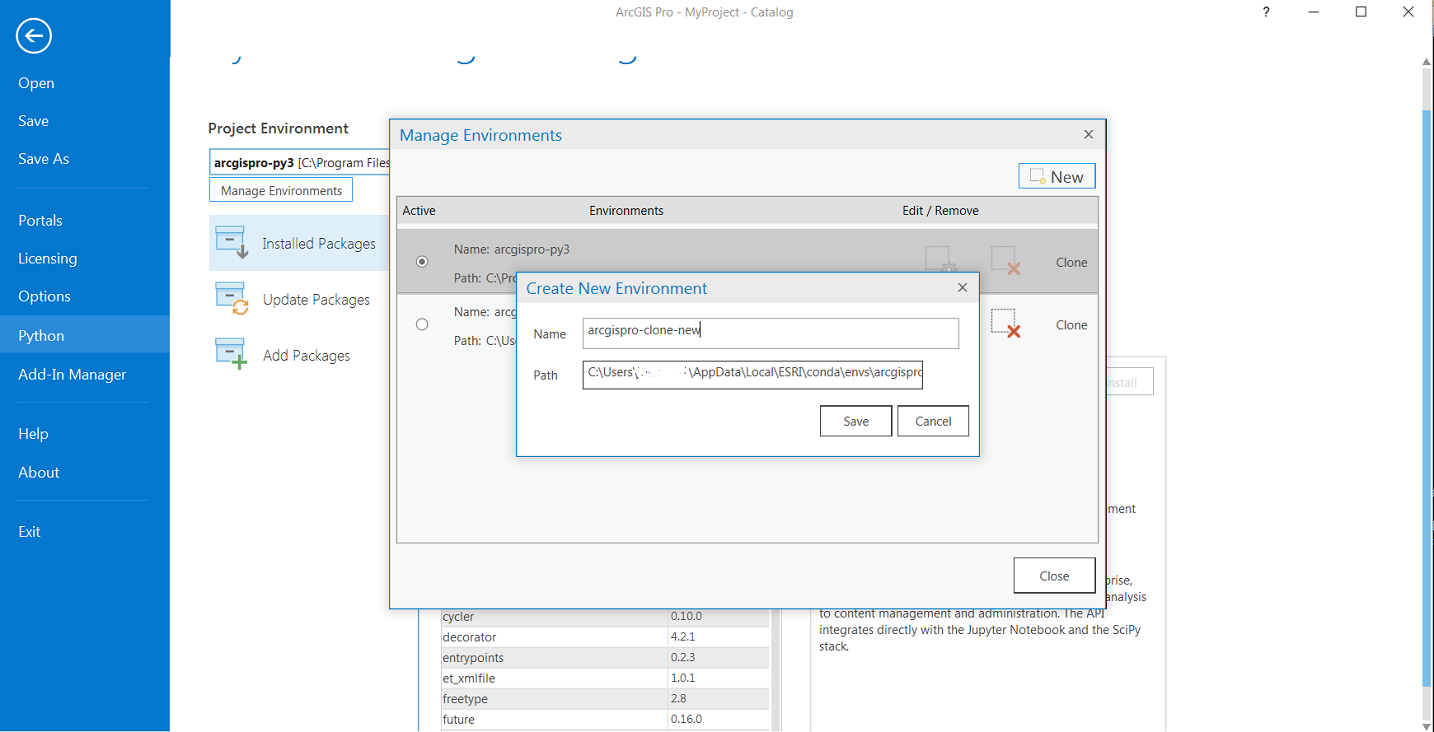 ArcGIS Pro - MyProject - Catalog
?
Open
Save
Save As
Portals
Licensing
Options
Python
Add-In Manager
Help
About
Exit
Project Environment
arcgispro-py3 [C:\Program Files
Manage Environments
Installed Packages
Update Packages
Add Packages
Manage Environments
New
Active Environments Edit / Remove
Name: arcgispro-py3
Path: C:\Pro
Clone
Name: arcg
Path: C:\Use
Clone
Create New Environment
Name arcgispro-clone-new
Path C:\Users\ \AppData\Local\ESRI\conda\envs\arcgispro
Save Cancel
Close
nstall
ement
prise,
analysis
to content management and administration. The API
integrates directly with the Jupyter Notebook and the SciPy
stack.
cycler 0.10.0
decorator 4.2.1
entrypoints 0.2.3
et_xmlfile 1.0.1
freetype 2.8
future 0.16.0